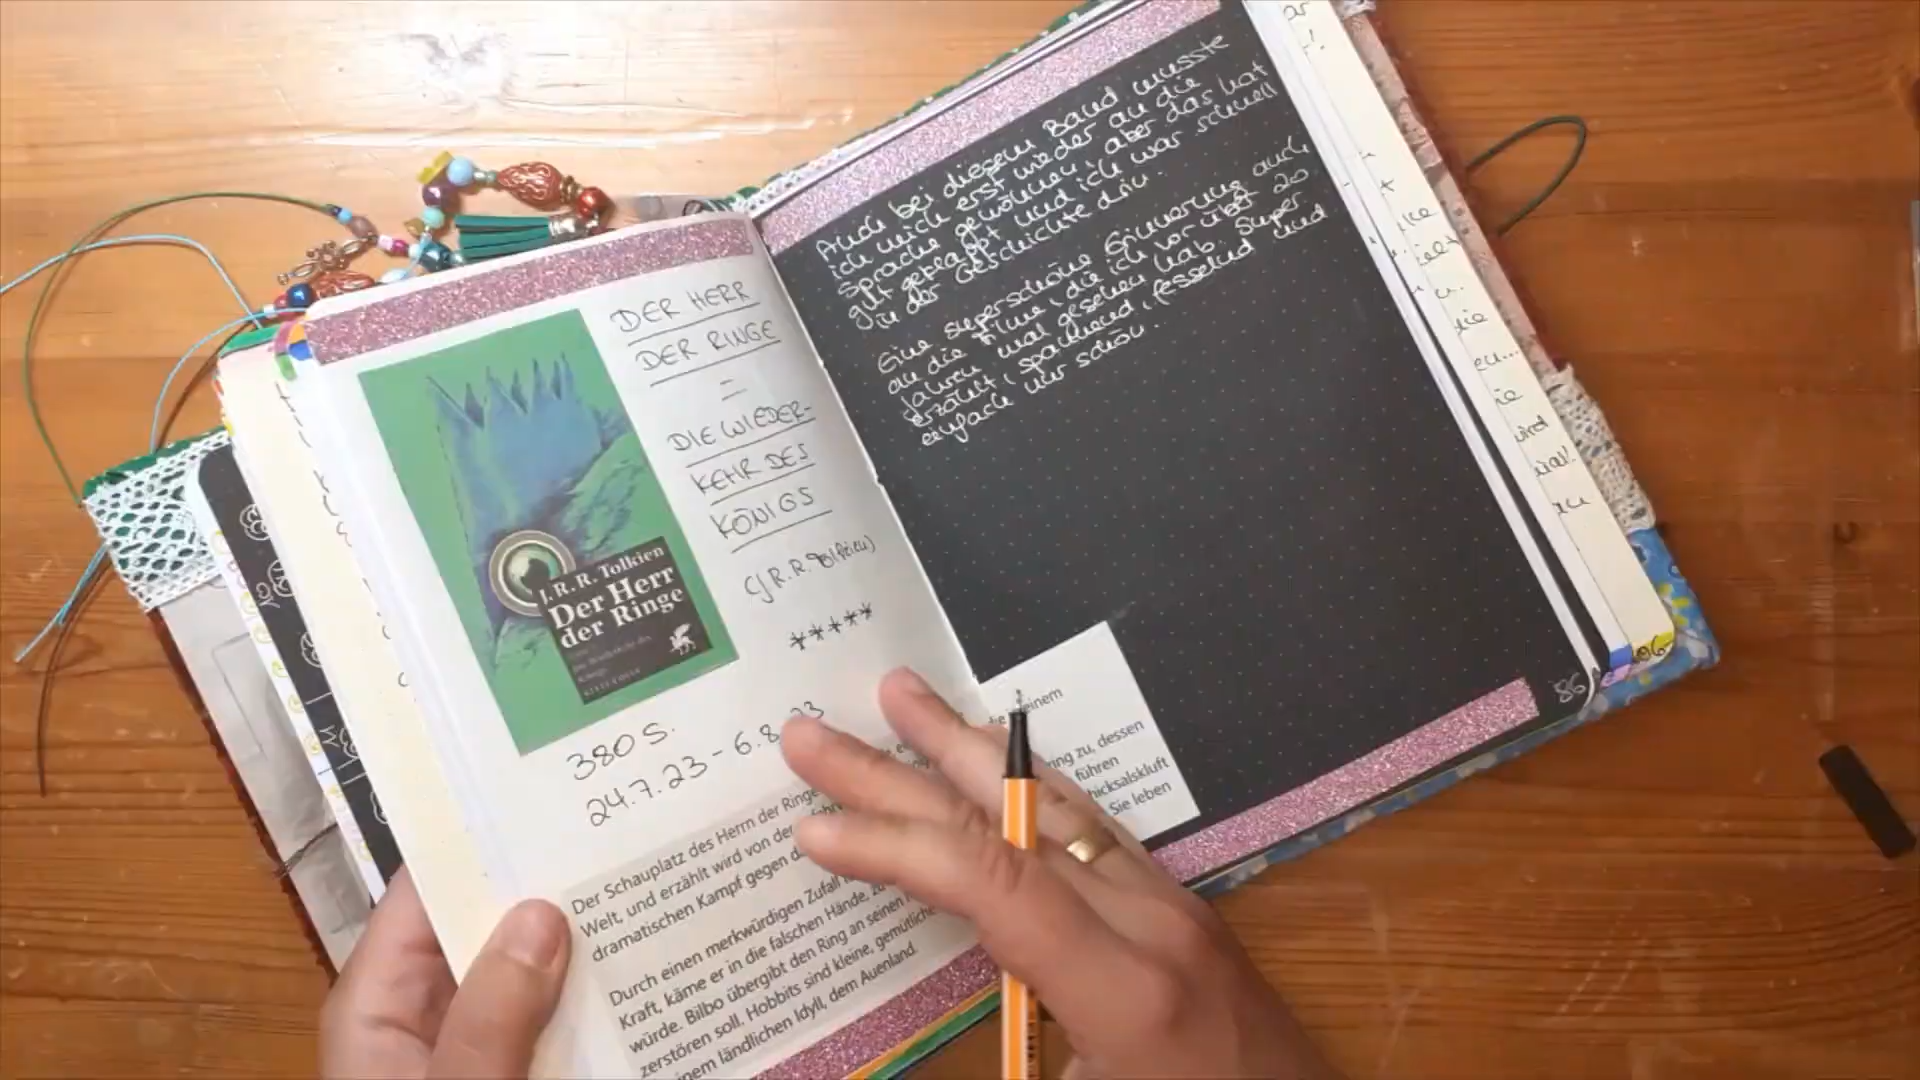 DER HERR
DER RINGE
=
DIE WIEDER-
KEHR DES
KÖNIGS
(J.R.R. Tolkien)
*****
J.R.R. Tolkien
Der Herr
der Ringe
380 S.
24.7.23 - 6.8.23
Der Schauplatz des Herrn der Ringe
Welt, und erzählt wird von der
dramatischen Kampf gegen
Durch einen merkwürdigen Zufall
Kraft, käme er in die falschen Hände,
würde. Bilbo übergibt den Ring an seinen
zerstören soll. Hobbits sind kleine, gemütliche
einem ländlichen Idyll, dem Auenland.
Auch bei diesem Band musste
ich mich erst wieder an die
Sprache gewöhnen, aber das hat
gut geklappt und ich war schnell
in der Geschichte drin.
Eine superschöne Erinnerung auch
an die Filme, die ich vor über 20
Jahren mal gesehen hab. Super
erzählt, spannend, fesselnd und
einfach nur schön.
einem
ring zu, dessen
führen
hicksalskluft
Sie leben
86